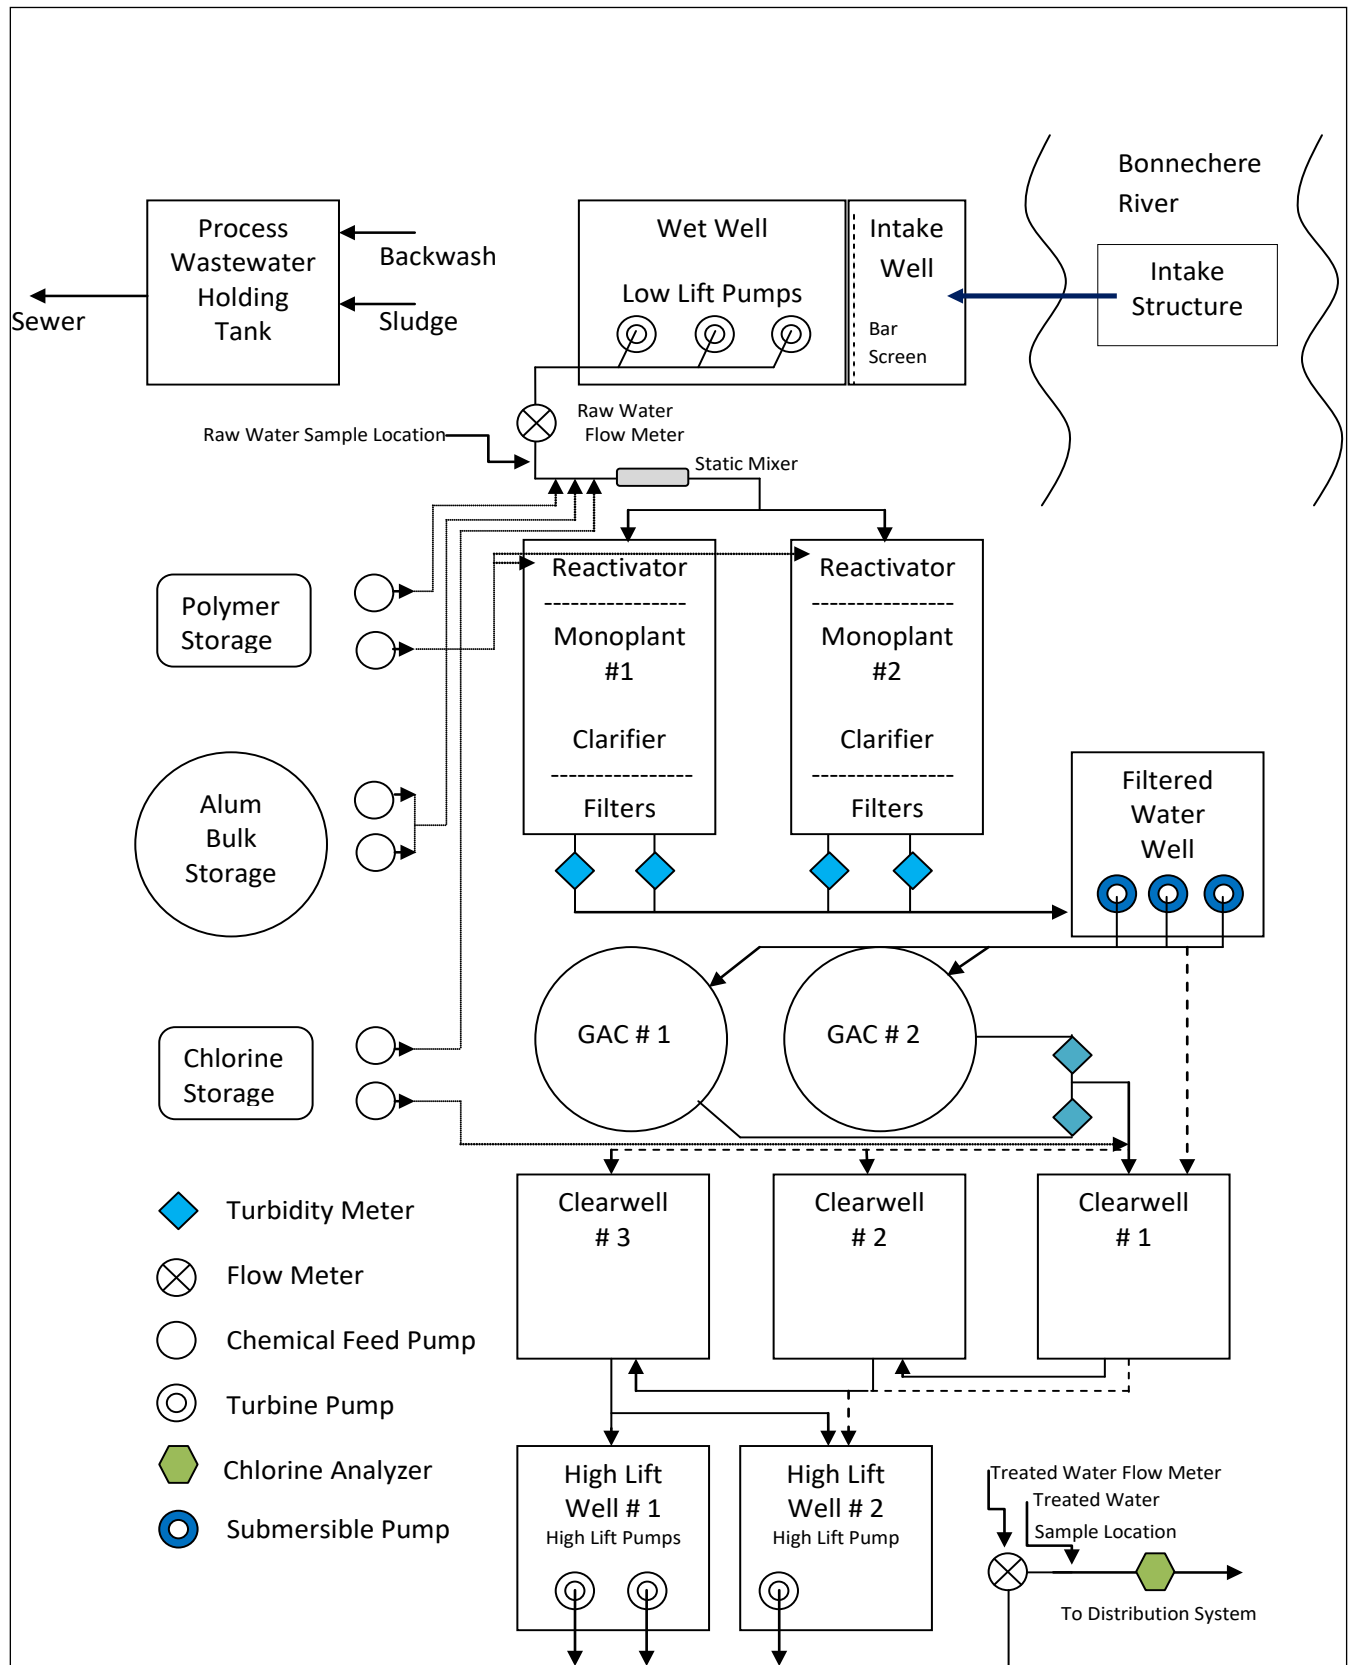 Bonnechere
River
Intake
Structure
Process
Wastewater
Holding
Tank
Backwash
Sludge
Sewer
Wet Well
Low Lift Pumps
Intake
Well
Bar
Screen
Raw Water
Flow Meter
Raw Water Sample Location
Static Mixer
Reactivator
Monoplant
#1
Clarifier
Filters
Reactivator
Monoplant
#2
Clarifier
Filters
Polymer
Storage
Alum
Bulk
Storage
Filtered
Water
Well
GAC # 1
GAC # 2
Chlorine
Storage
Clearwell
# 3
Clearwell
# 2
Clearwell
# 1
Turbidity Meter
Flow Meter
Chemical Feed Pump
Turbine Pump
Chlorine Analyzer
Submersible Pump
High Lift
Well # 1
High Lift Pumps
High Lift
Well # 2
High Lift Pump
Treated Water Flow Meter
Treated Water
Sample Location
To Distribution System